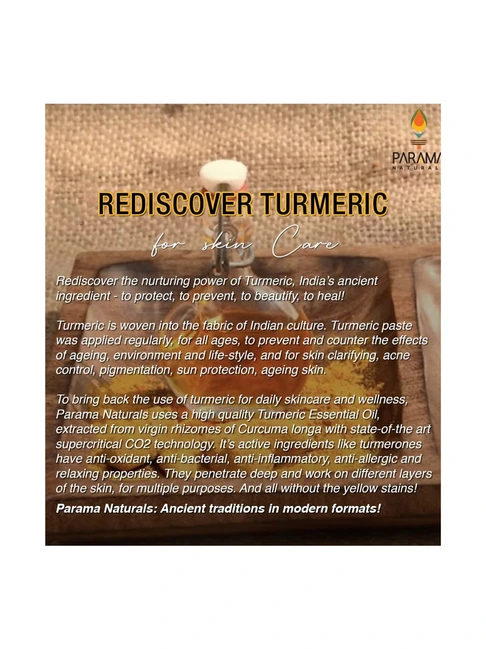 PARAMA
NATURAL
REDISCOVER TURMERIC
for skin Care
Rediscover the nurturing power of Turmeric, India's ancient
ingredient - to protect, to prevent, to beautify, to heal!
Turmeric is woven into the fabric of Indian culture. Turmeric paste
was applied regularly, for all ages, to prevent and counter the effects
of ageing, environment and life-style, and for skin clarifying, acne
control, pigmentation, sun protection, ageing skin.
To bring back the use of turmeric for daily skincare and wellness,
Parama Naturals uses a high quality Turmeric Essential Oil,
extracted from virgin rhizomes of Curcuma longa with state-of-the art
supercritical CO2 technology. It's active ingredients like turmerones
have anti-oxidant, anti-bacterial, anti-inflammatory, anti-allergic and
relaxing properties. They penetrate deep and work on different layers
of the skin, for multiple purposes. And all without the yellow stains!
Parama Naturals: Ancient traditions in modern formats!